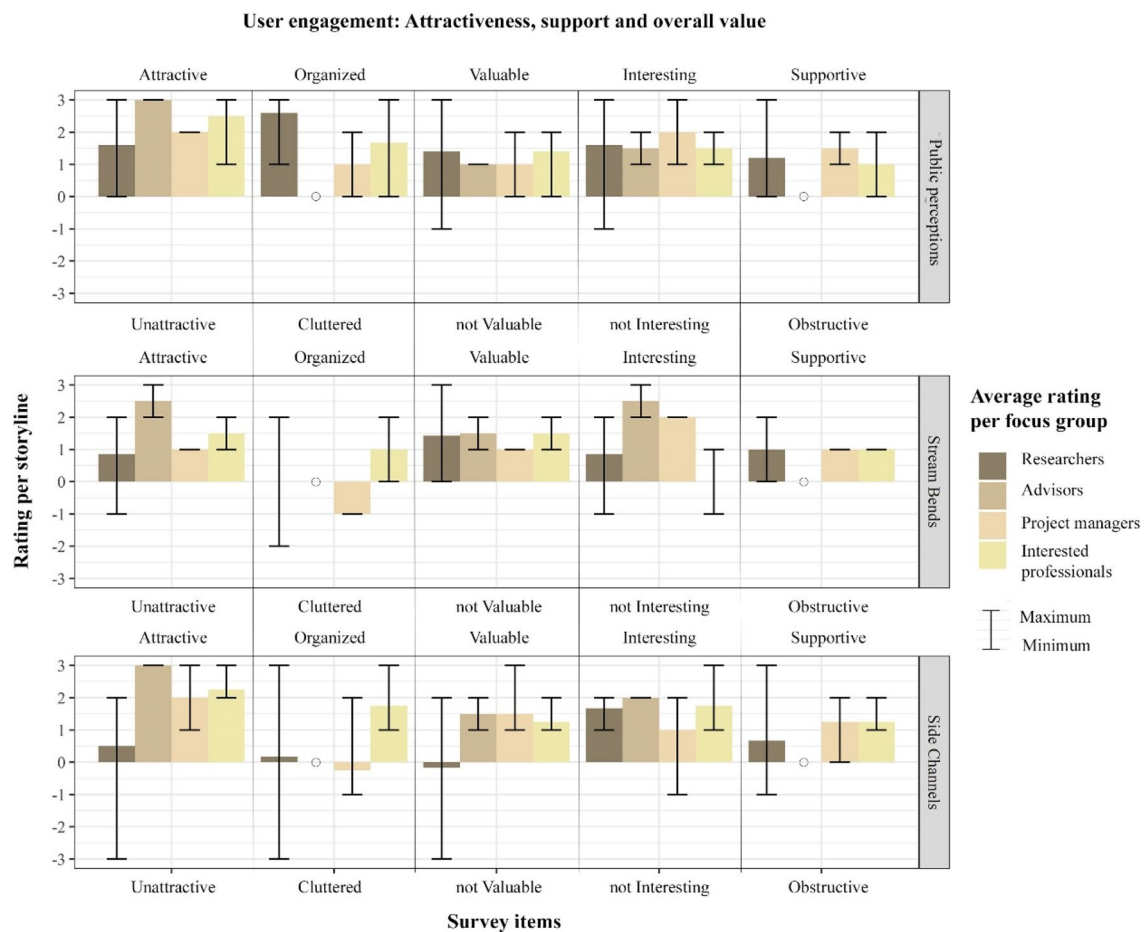 User engagement: Attractiveness, support and overall value
Attractive Organized Valuable Interesting Supportive
3
2
1
0
-1
-2
-3
Public perceptions
Unattractive Cluttered not Valuable not Interesting Obstructive
Attractive Organized Valuable Interesting Supportive
3
2
1
0
-1
-2
-3
Stream Bends
Unattractive Cluttered not Valuable not Interesting Obstructive
Attractive Organized Valuable Interesting Supportive
3
2
1
0
-1
-2
-3
Side Channels
Unattractive Cluttered not Valuable not Interesting Obstructive
Rating per storyline
Survey items
Average rating
per focus group
Researchers
Advisors
Project managers
Interested
professionals
Maximum
Minimum